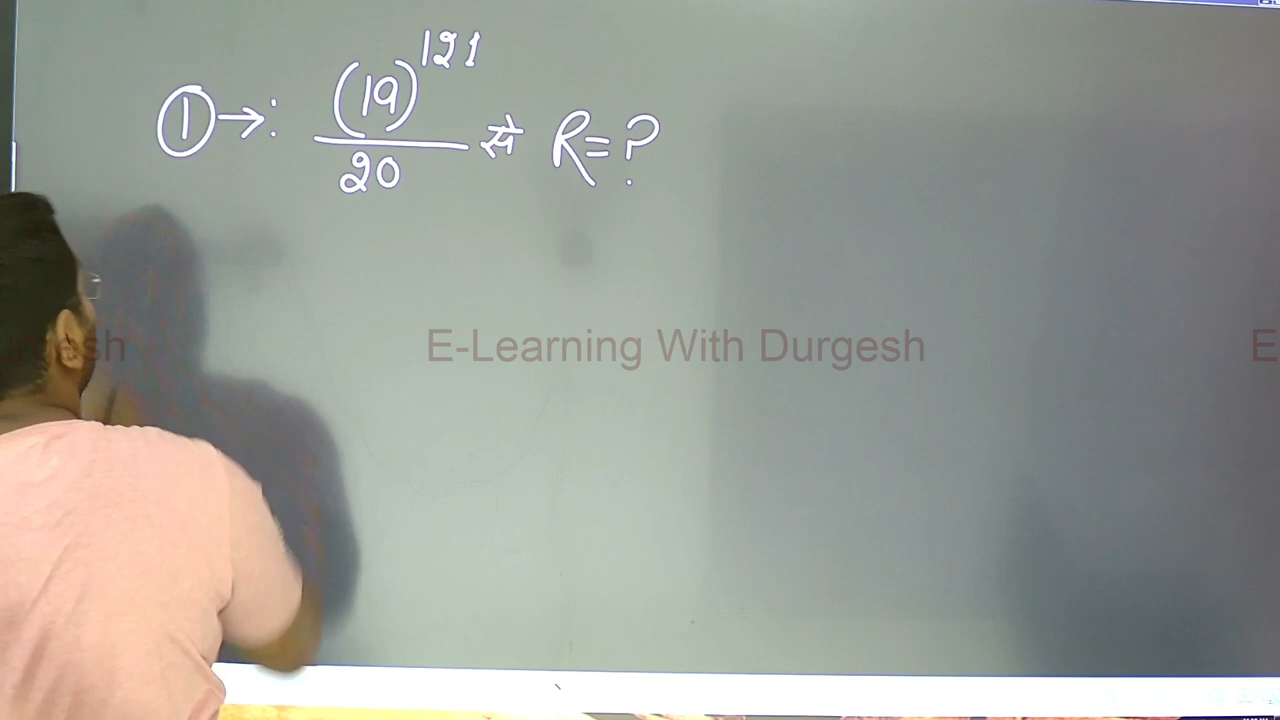 ① →: (19)^121 / 20 से R = ?
E-Learning With Durgesh